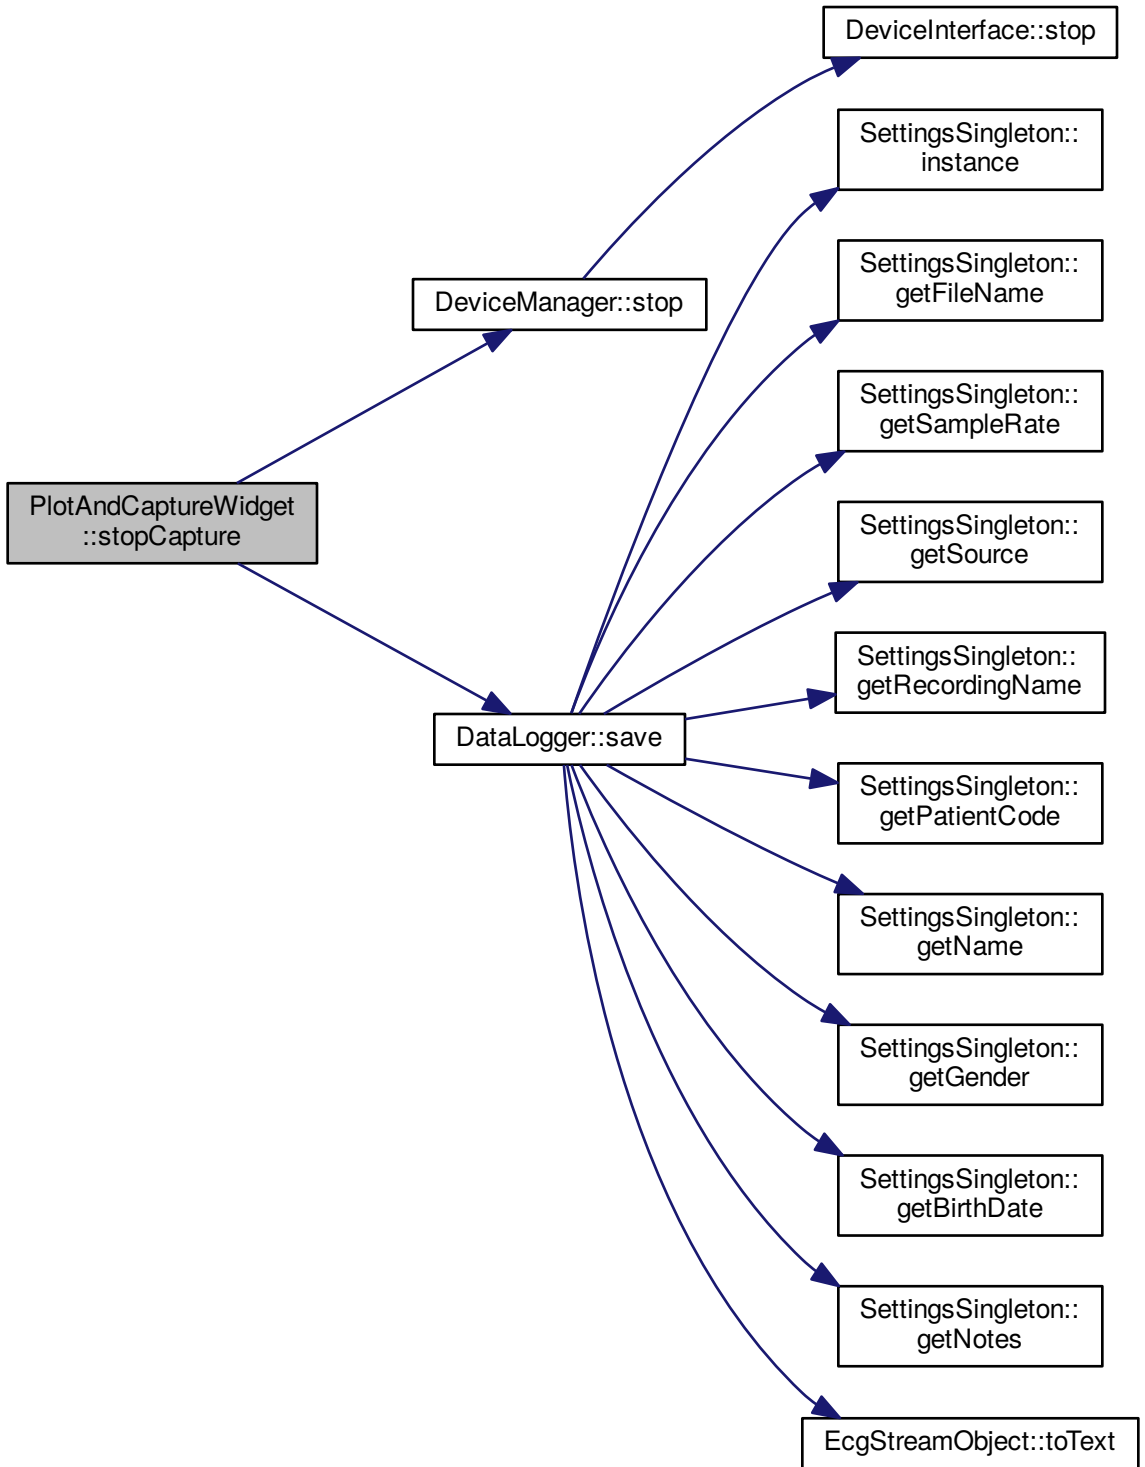 DeviceInterface::stop
SettingsSingleton::
instance
SettingsSingleton::
getFileName
DeviceManager::stop
SettingsSingleton::
getSampleRate
PlotAndCaptureWidget
::stopCapture
SettingsSingleton::
getSource
SettingsSingleton::
getRecordingName
DataLogger::save
SettingsSingleton::
getPatientCode
SettingsSingleton::
getName
SettingsSingleton::
getGender
SettingsSingleton::
getBirthDate
SettingsSingleton::
getNotes
EcgStreamObject::toText